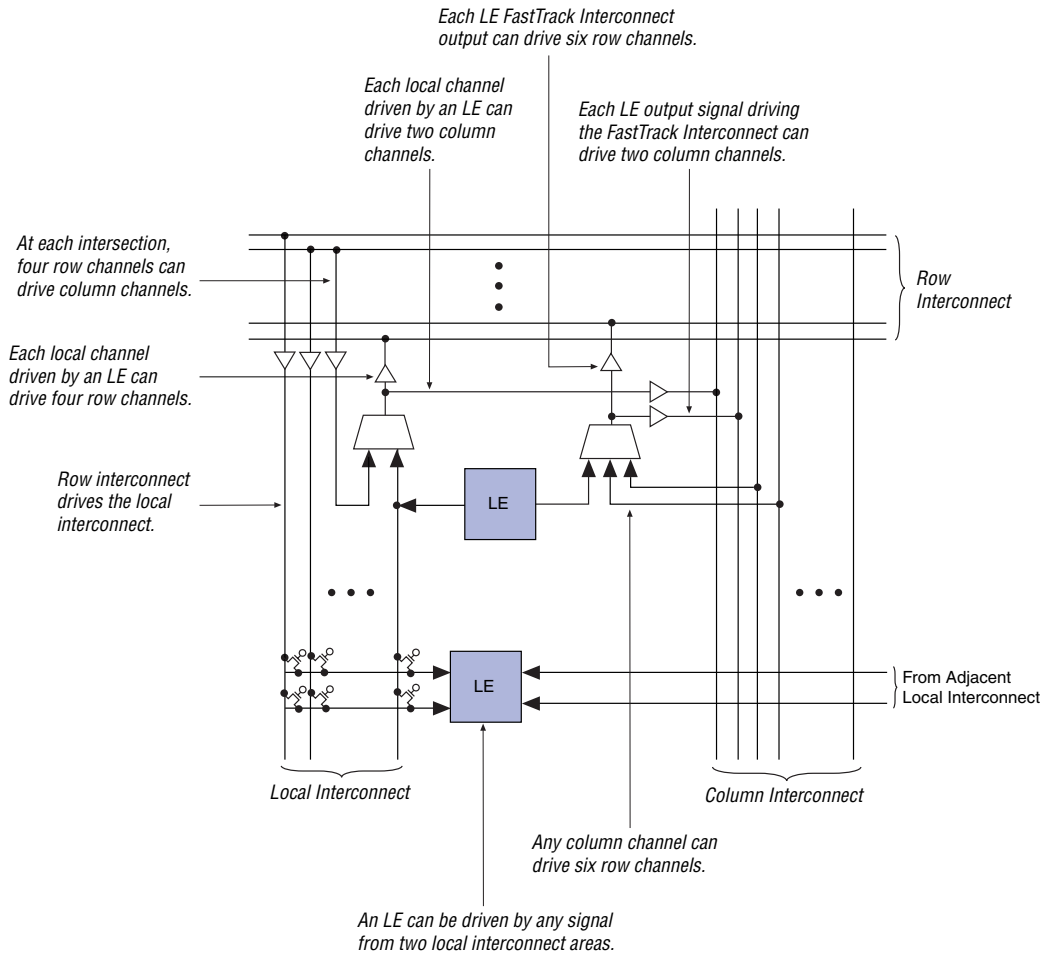 Each LE FastTrack Interconnect
output can drive six row channels.
Each local channel
driven by an LE can
drive two column
channels.
Each LE output signal driving
the FastTrack Interconnect can
drive two column channels.
At each intersection,
four row channels can
drive column channels.
Row
Interconnect
Each local channel
driven by an LE can
drive four row channels.
Row interconnect
drives the local
interconnect.
LE
LE
From Adjacent
Local Interconnect
Local Interconnect
Column Interconnect
Any column channel can
drive six row channels.
An LE can be driven by any signal
from two local interconnect areas.